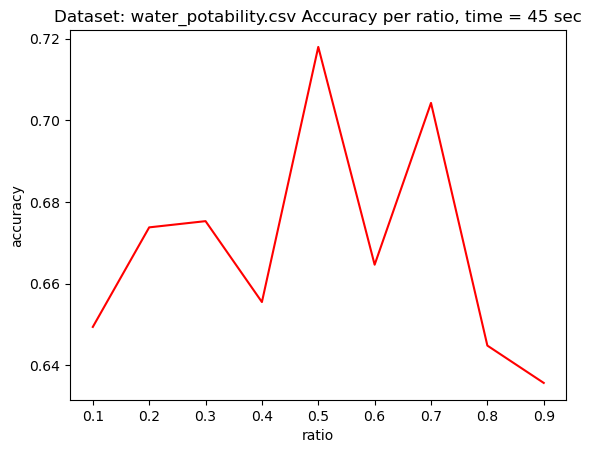 Dataset: water_potability.csv Accuracy per ratio, time = 45 sec
0.72
0.70
0.68
0.66
0.64
accuracy
0.1 0.2 0.3 0.4 0.5 0.6 0.7 0.8 0.9
ratio